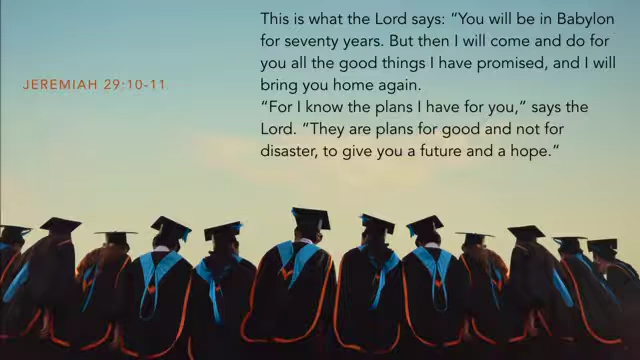 This is what the Lord says: “You will be in Babylon
for seventy years. But then I will come and do for
you all the good things I have promised, and I will
bring you home again.
“For I know the plans I have for you,” says the
Lord. “They are plans for good and not for
disaster, to give you a future and a hope.”
JEREMIAH 29:10-11